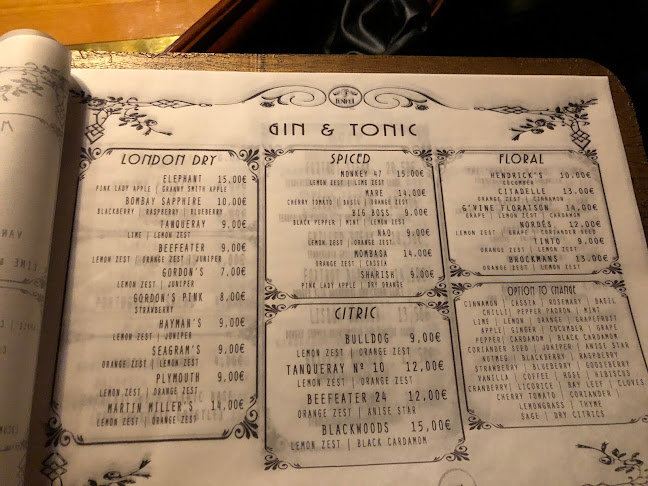 GIN & TONIC
LONDON DRY
ELEPHANT 15,00€
PINK LADY APPLE | GRANNY SMITH APPLE
BOMBAY SAPPHIRE 10,00€
BLACKBERRY | RASPBERRY | BLUEBERRY
TANQUERAY 9,00€
LIME | LEMON ZEST
BEEFEATER 9,00€
LEMON ZEST | ORANGE ZEST | JUNIPER
GORDON'S 7,00€
LEMON ZEST | JUNIPER
GORDON'S PINK 8,00€
STRAWBERRY
HAYMAN'S 9,00€
LEMON ZEST | JUNIPER
SEAGRAM'S 9,00€
ORANGE ZEST | LEMON ZEST
PLYMOUTH 9,00€
LEMON ZEST | ORANGE ZEST
MARTIN MILLER'S 14,00€
LEMON ZEST | ORANGE ZEST
SPICED
MONKEY 47 15,00€
LEMON ZEST | LIME ZEST
MARE 14,00€
CHERRY TOMATO | BASIL | ORANGE ZEST
BIG BOSS 9,00€
BLACK PEPPER | MINT | LEMON ZEST
NAO 9,00€
LEMON ZEST | ORANGE ZEST
MOMBASA 14,00€
ORANGE ZEST | CASSIA
SHARISH 9,00€
PINK LADY APPLE | DRY ORANGE
CITRIC
BULLDOG 9,00€
LEMON ZEST | ORANGE ZEST
TANQUERAY Nº 10 12,00€
LEMON ZEST | ORANGE ZEST
BEEFEATER 24 12,00€
ORANGE ZEST | ANISE STAR
BLACKWOODS 15,00€
LEMON ZEST | BLACK CARDAMOM
FLORAL
HENDRICK'S 10,00€
CUCUMBER
CITADELLE 13,00€
ORANGE ZEST | CINNAMON
G'VINE FLORAISON 14,00€
GRAPE | LEMON ZEST | CARDAMOM
NORDÉS 12,00€
LEMON ZEST | GRAPE | CORIANDER SEED
TINTO 9,00€
ORANGE ZEST | LEMON ZEST
BROCKMANS 13,00€
ORANGE ZEST | LEMON ZEST
OPTION TO CHANGE
CINNAMON | CASSIA | ROSEMARY | BASIL
CHILLI | PEPPER PADRON | MINT
LIME | LEMON | ORANGE | GRAPEFRUIT
APPLE | GINGER | CUCUMBER | GRAPE
PEPPER | CARDAMOM | BLACK CARDAMOM
CORIANDER SEED | JUNIPER | ANISE STAR
NUTMEG | BLACKBERRY | RASPBERRY
STRAWBERRY | BLUEBERRY | GOOSEBERRY
VANILLA | COFFEE | ROSE | HIBISCUS
CRANBERRY | LICORICE | BAY LEEF | CLOVES
CHERRY TOMATO | CORIANDER
LEMONGRASS | THYME
SAGE | DRY CITRICS